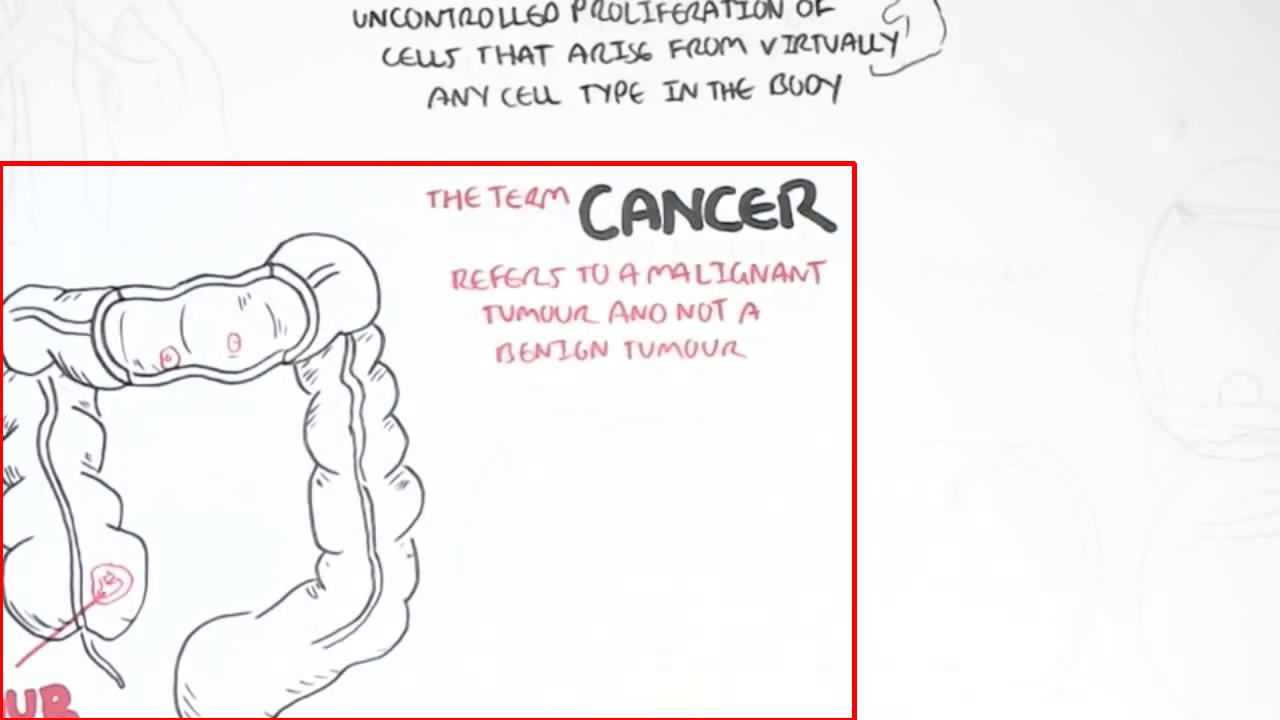 UNCONTROLLED PROLIFERATION OF
CELLS THAT ARISE FROM VIRTUALLY
ANY CELL TYPE IN THE BODY
THE TERM CANCER
REFERS TO A MALIGNANT
TUMOUR AND NOT A
BENIGN TUMOUR